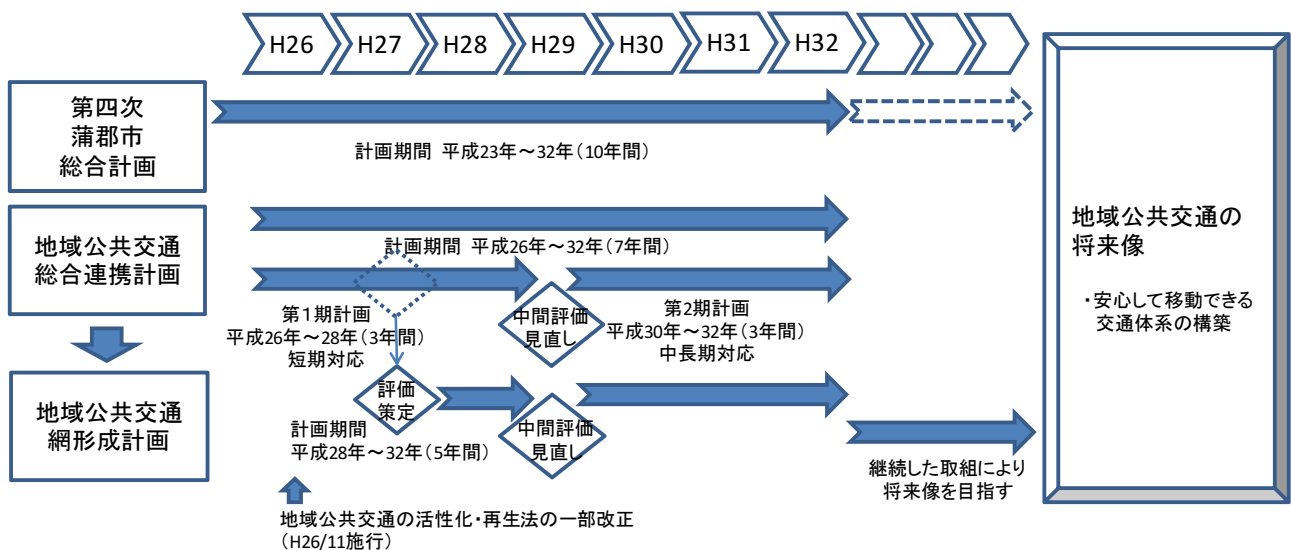 H26 H27 H28 H29 H30 H31 H32
第四次
蒲郡市
総合計画
計画期間 平成23年～32年（10年間）
地域公共交通
総合連携計画
計画期間 平成26年～32年（7年間）
第１期計画
平成26年～28年（3年間）
短期対応
中間評価
見直し
第2期計画
平成30年～32年（3年間）
中長期対応
地域公共交通
網形成計画
評価
策定
計画期間
平成28年～32年（5年間）
中間評価
見直し
継続した取組により
将来像を目指す
地域公共交通の活性化・再生法の一部改正
（H26/11施行）
地域公共交通の
将来像
・安心して移動できる
交通体系の構築